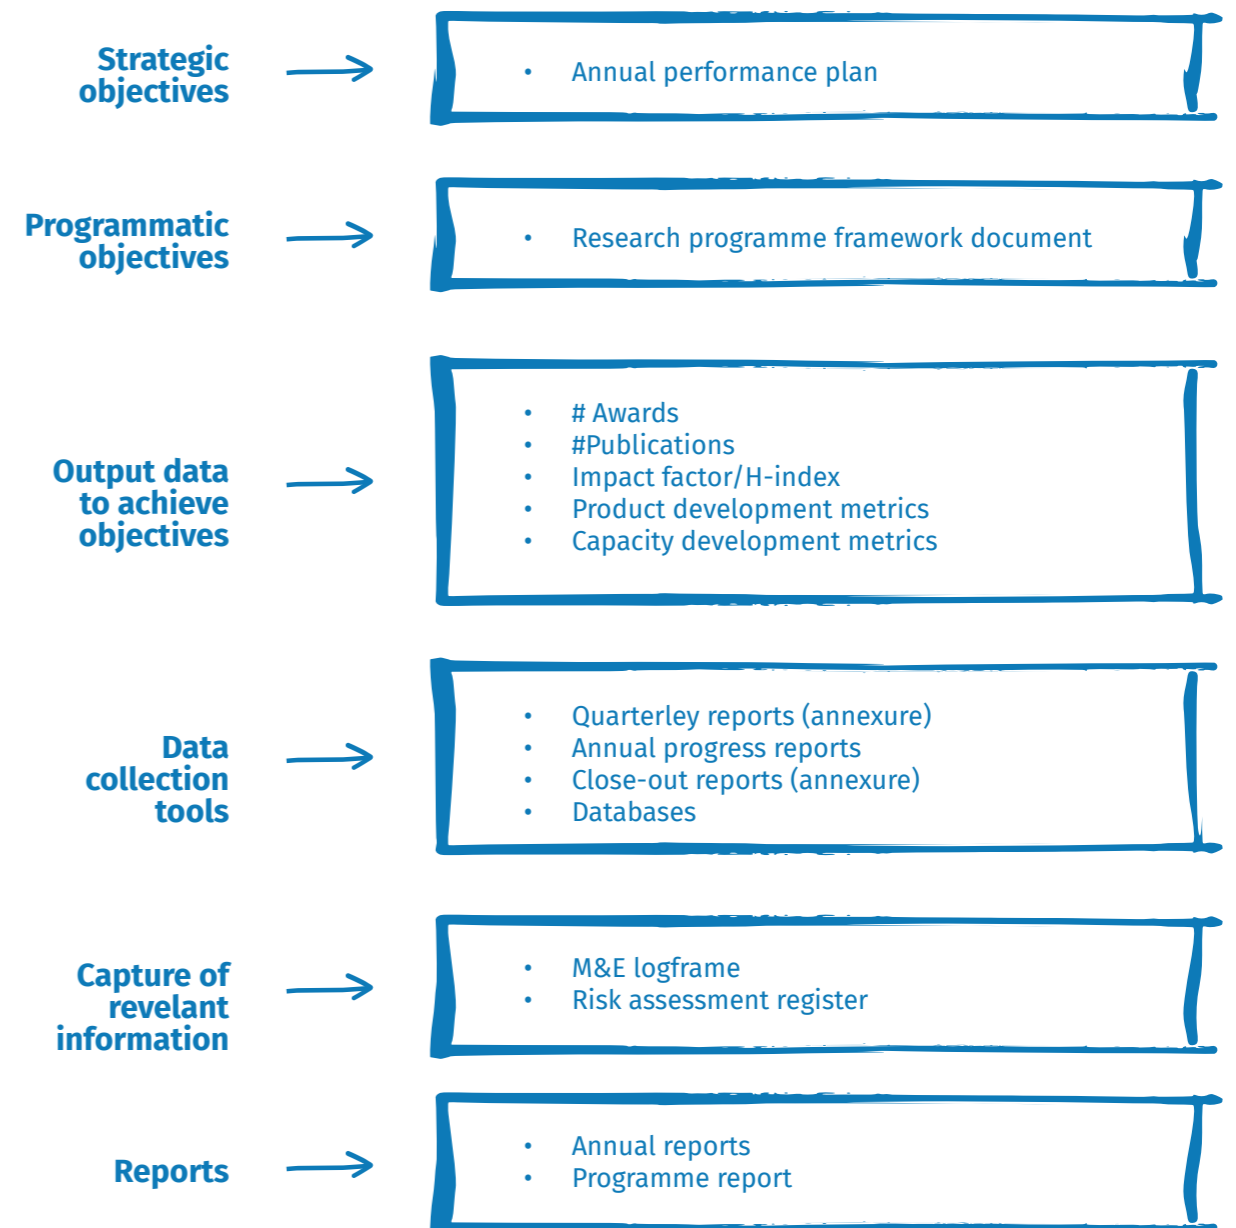 Strategic
objectives
• Annual performance plan
Programmatic
objectives
• Research programme framework document
Output data
to achieve
objectives
• # Awards
• #Publications
• Impact factor/H-index
• Product development metrics
• Capacity development metrics
Data
collection
tools
• Quarterley reports (annexure)
• Annual progress reports
• Close-out reports (annexure)
• Databases
Capture of
revelant
information
• M&E logframe
• Risk assessment register
Reports
• Annual reports
• Programme report